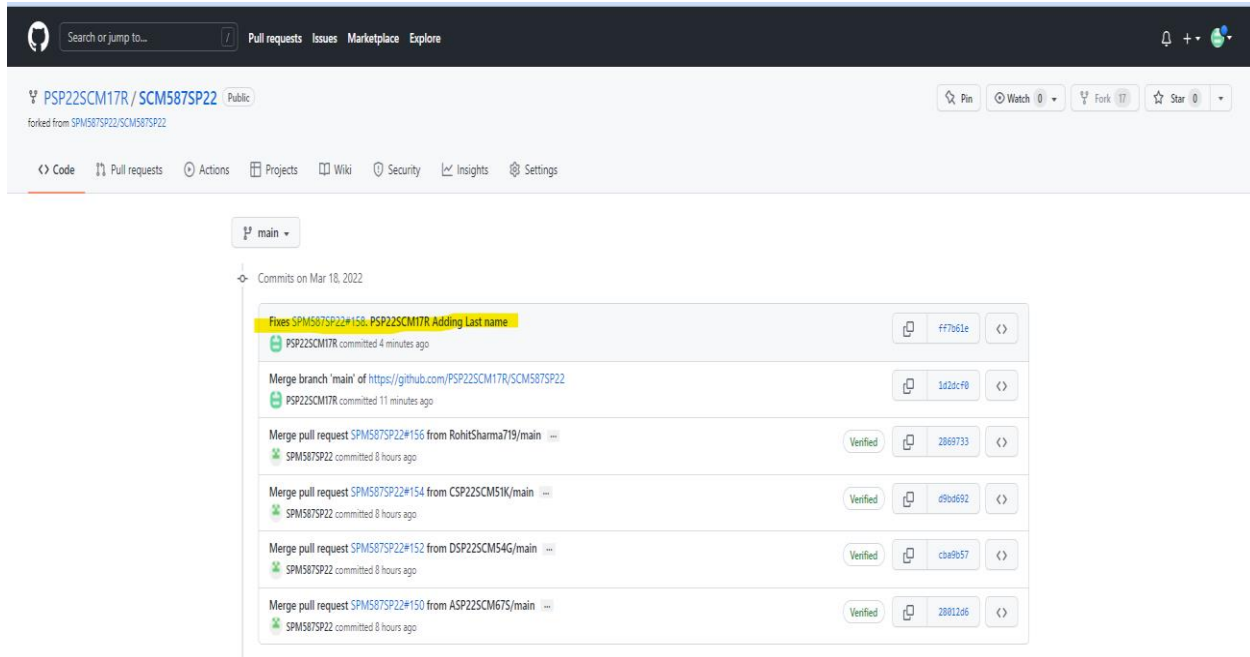 Search or jump to... / Pull requests Issues Marketplace Explore
PSP22SCM17R / SCM587SP22 Public
Pin Watch 0 Fork 17 Star 0
forked from SPM587SP22/SCM587SP22
Code Pull requests Actions Projects Wiki Security Insights Settings
main
Commits on Mar 18, 2022
Fixes SPM587SP22#158. PSP22SCM17R Adding Last name
PSP22SCM17R committed 4 minutes ago
ff7b61e
Merge branch 'main' of https://github.com/PSP22SCM17R/SCM587SP22
PSP22SCM17R committed 11 minutes ago
1d2dcf0
Merge pull request SPM587SP22#156 from RohitSharma719/main ...
SPM587SP22 committed 8 hours ago
Verified 2869733
Merge pull request SPM587SP22#154 from CSP22SCM51K/main ...
SPM587SP22 committed 8 hours ago
Verified d9bd692
Merge pull request SPM587SP22#152 from DSP22SCM54G/main ...
SPM587SP22 committed 8 hours ago
Verified cba9b57
Merge pull request SPM587SP22#150 from ASP22SCM67S/main ...
SPM587SP22 committed 8 hours ago
Verified 28012d6